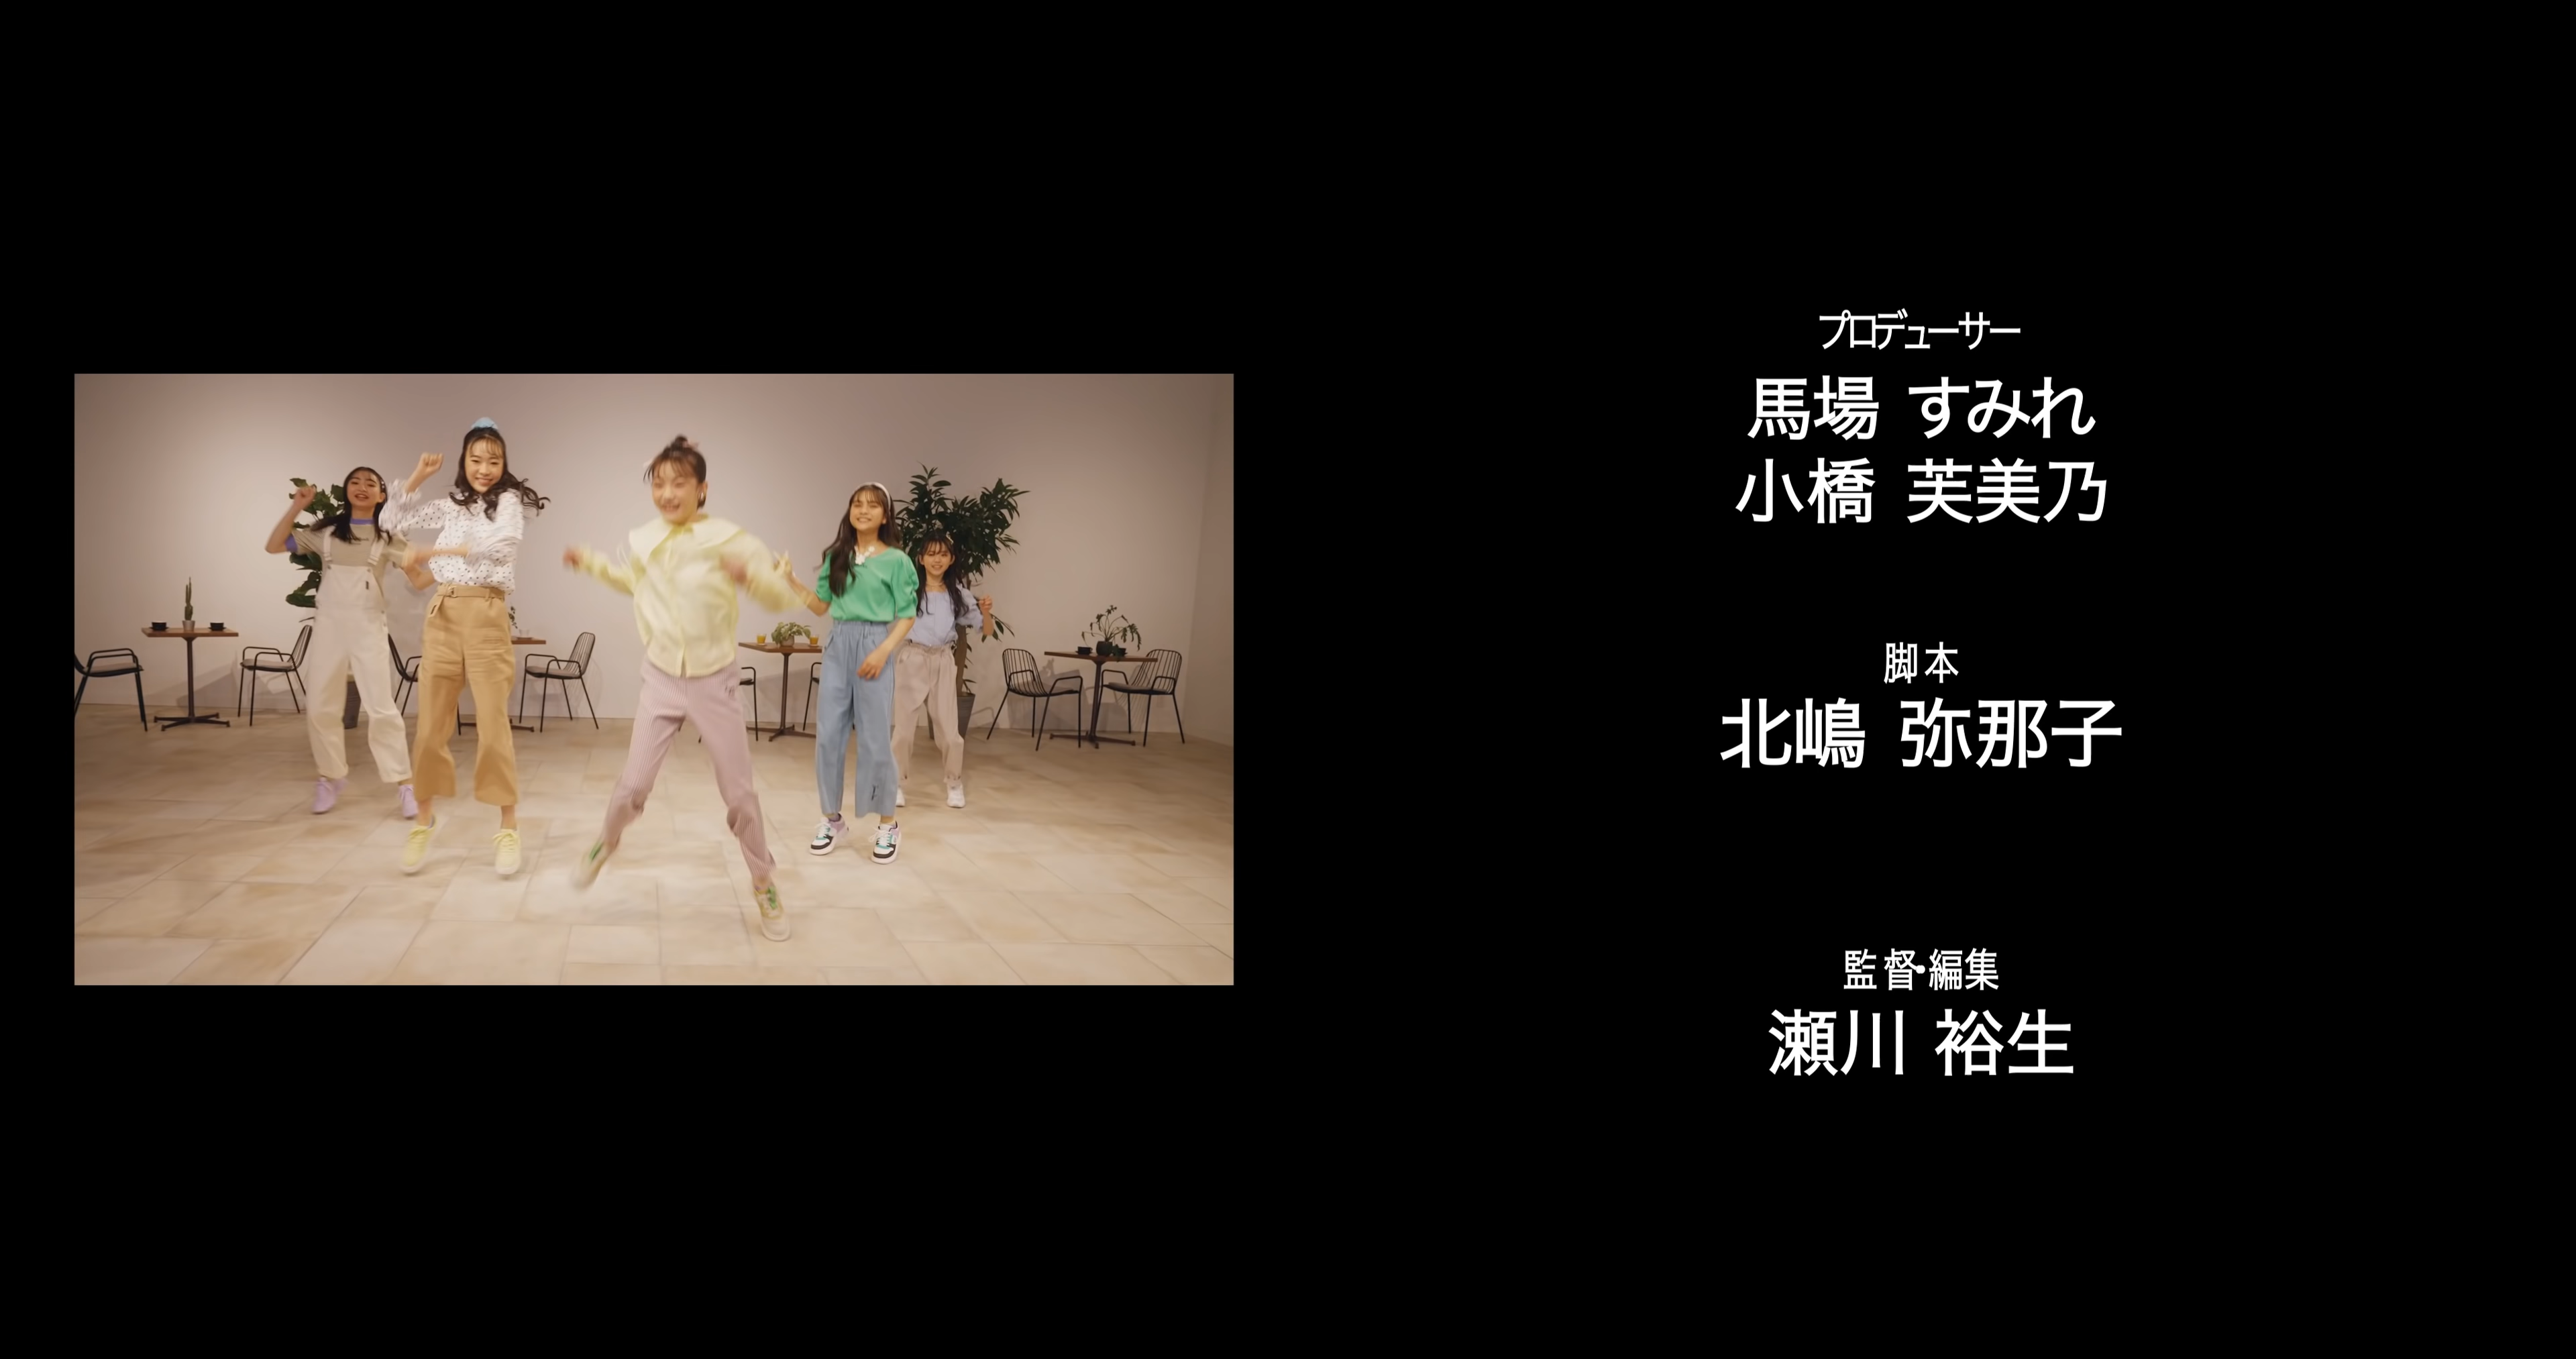 プロデューサー
馬場 すみれ
小橋 芙美乃
脚本
北嶋 弥那子
監督・編集
瀬川 裕生